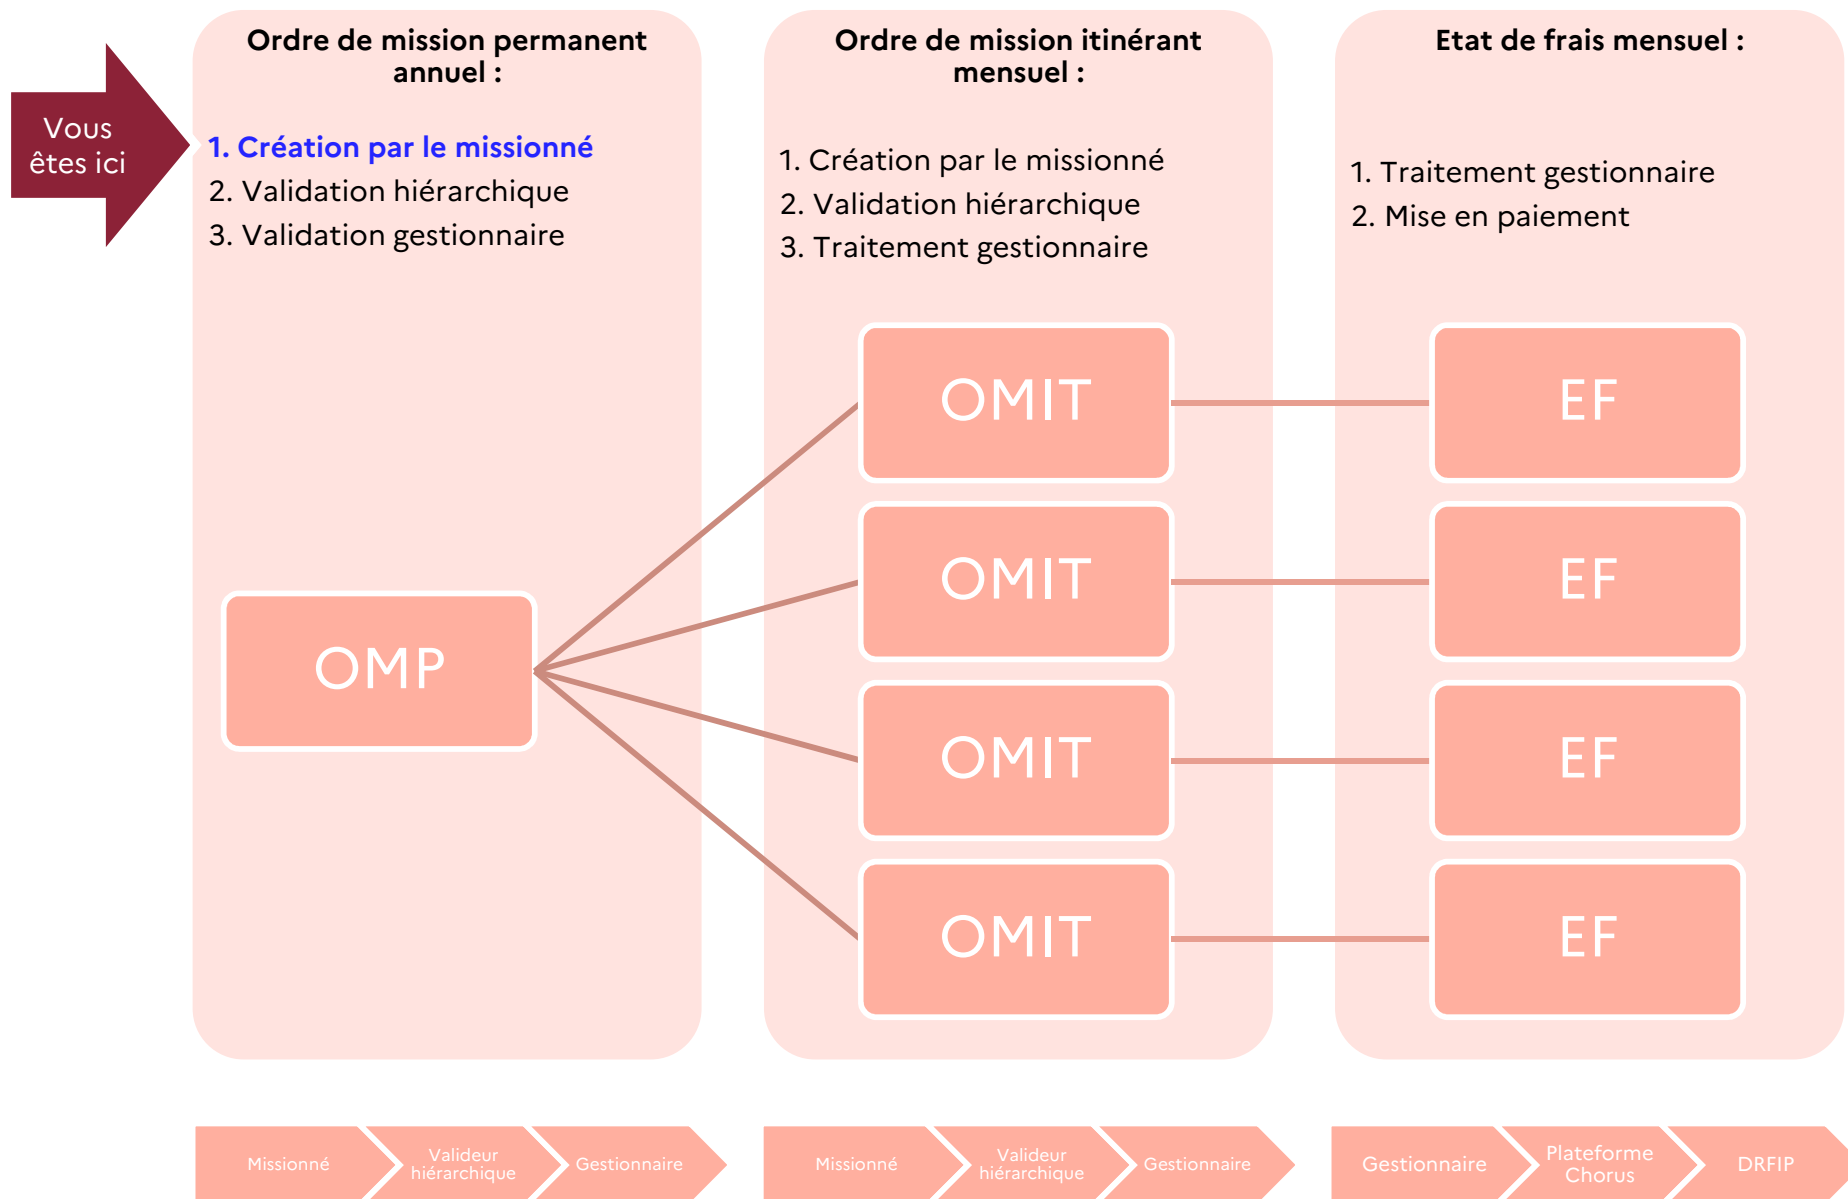 Vous
êtes ici
Ordre de mission permanent
annuel :
1. Création par le missionné
2. Validation hiérarchique
3. Validation gestionnaire
OMP
Ordre de mission itinérant
mensuel :
1. Création par le missionné
2. Validation hiérarchique
3. Traitement gestionnaire
OMIT
OMIT
OMIT
OMIT
Etat de frais mensuel :
1. Traitement gestionnaire
2. Mise en paiement
EF
EF
EF
EF
Missionné
Valideur
hiérarchique
Gestionnaire
Missionné
Valideur
hiérarchique
Gestionnaire
Gestionnaire
Plateforme
Chorus
DRFIP